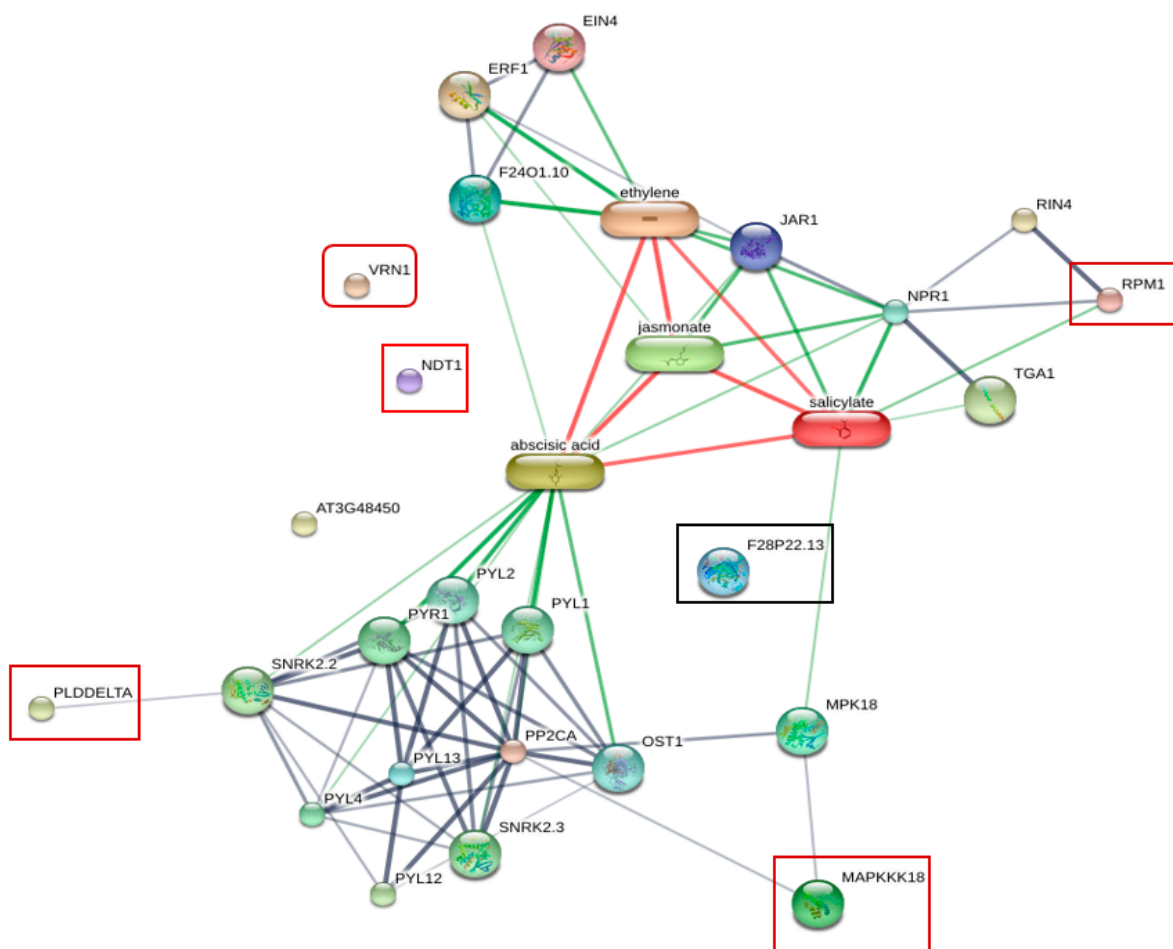 EIN4
ERF1
F24O1.10
ethylene
JAR1
RIN4
VRN1
RPM1
NPR1
jasmonate
NDT1
TGA1
salicylate
abscisic acid
AT3G48450
F28P22.13
PYL2
PYL1
PYR1
SNRK2.2
PLDDELTA
MPK18
PP2CA
OST1
PYL13
PYL4
SNRK2.3
PYL12
MAPKKK18